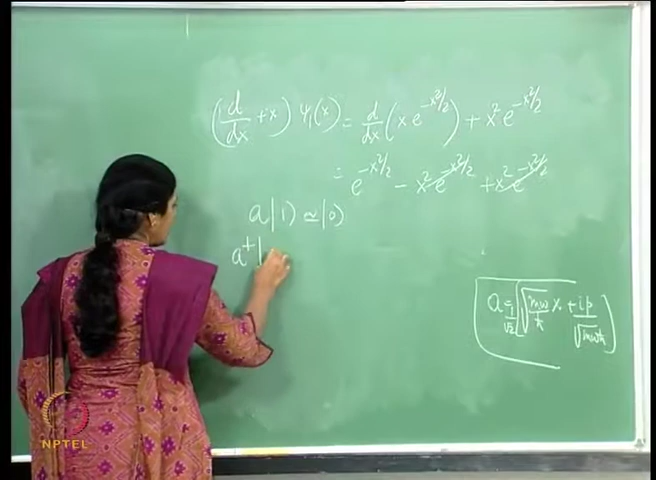 (d/dx + x) ψ₁(x) = d/dx (x e^{-x²/2}) + x² e^{-x²/2}
= e^{-x²/2} - x² e^{-x²/2} + x² e^{-x²/2}
a|1⟩ ≃ |0⟩
a⁺|
a = 1/√2 [√(mω/ħ) x + ip/√(mωħ)]
NPTEL